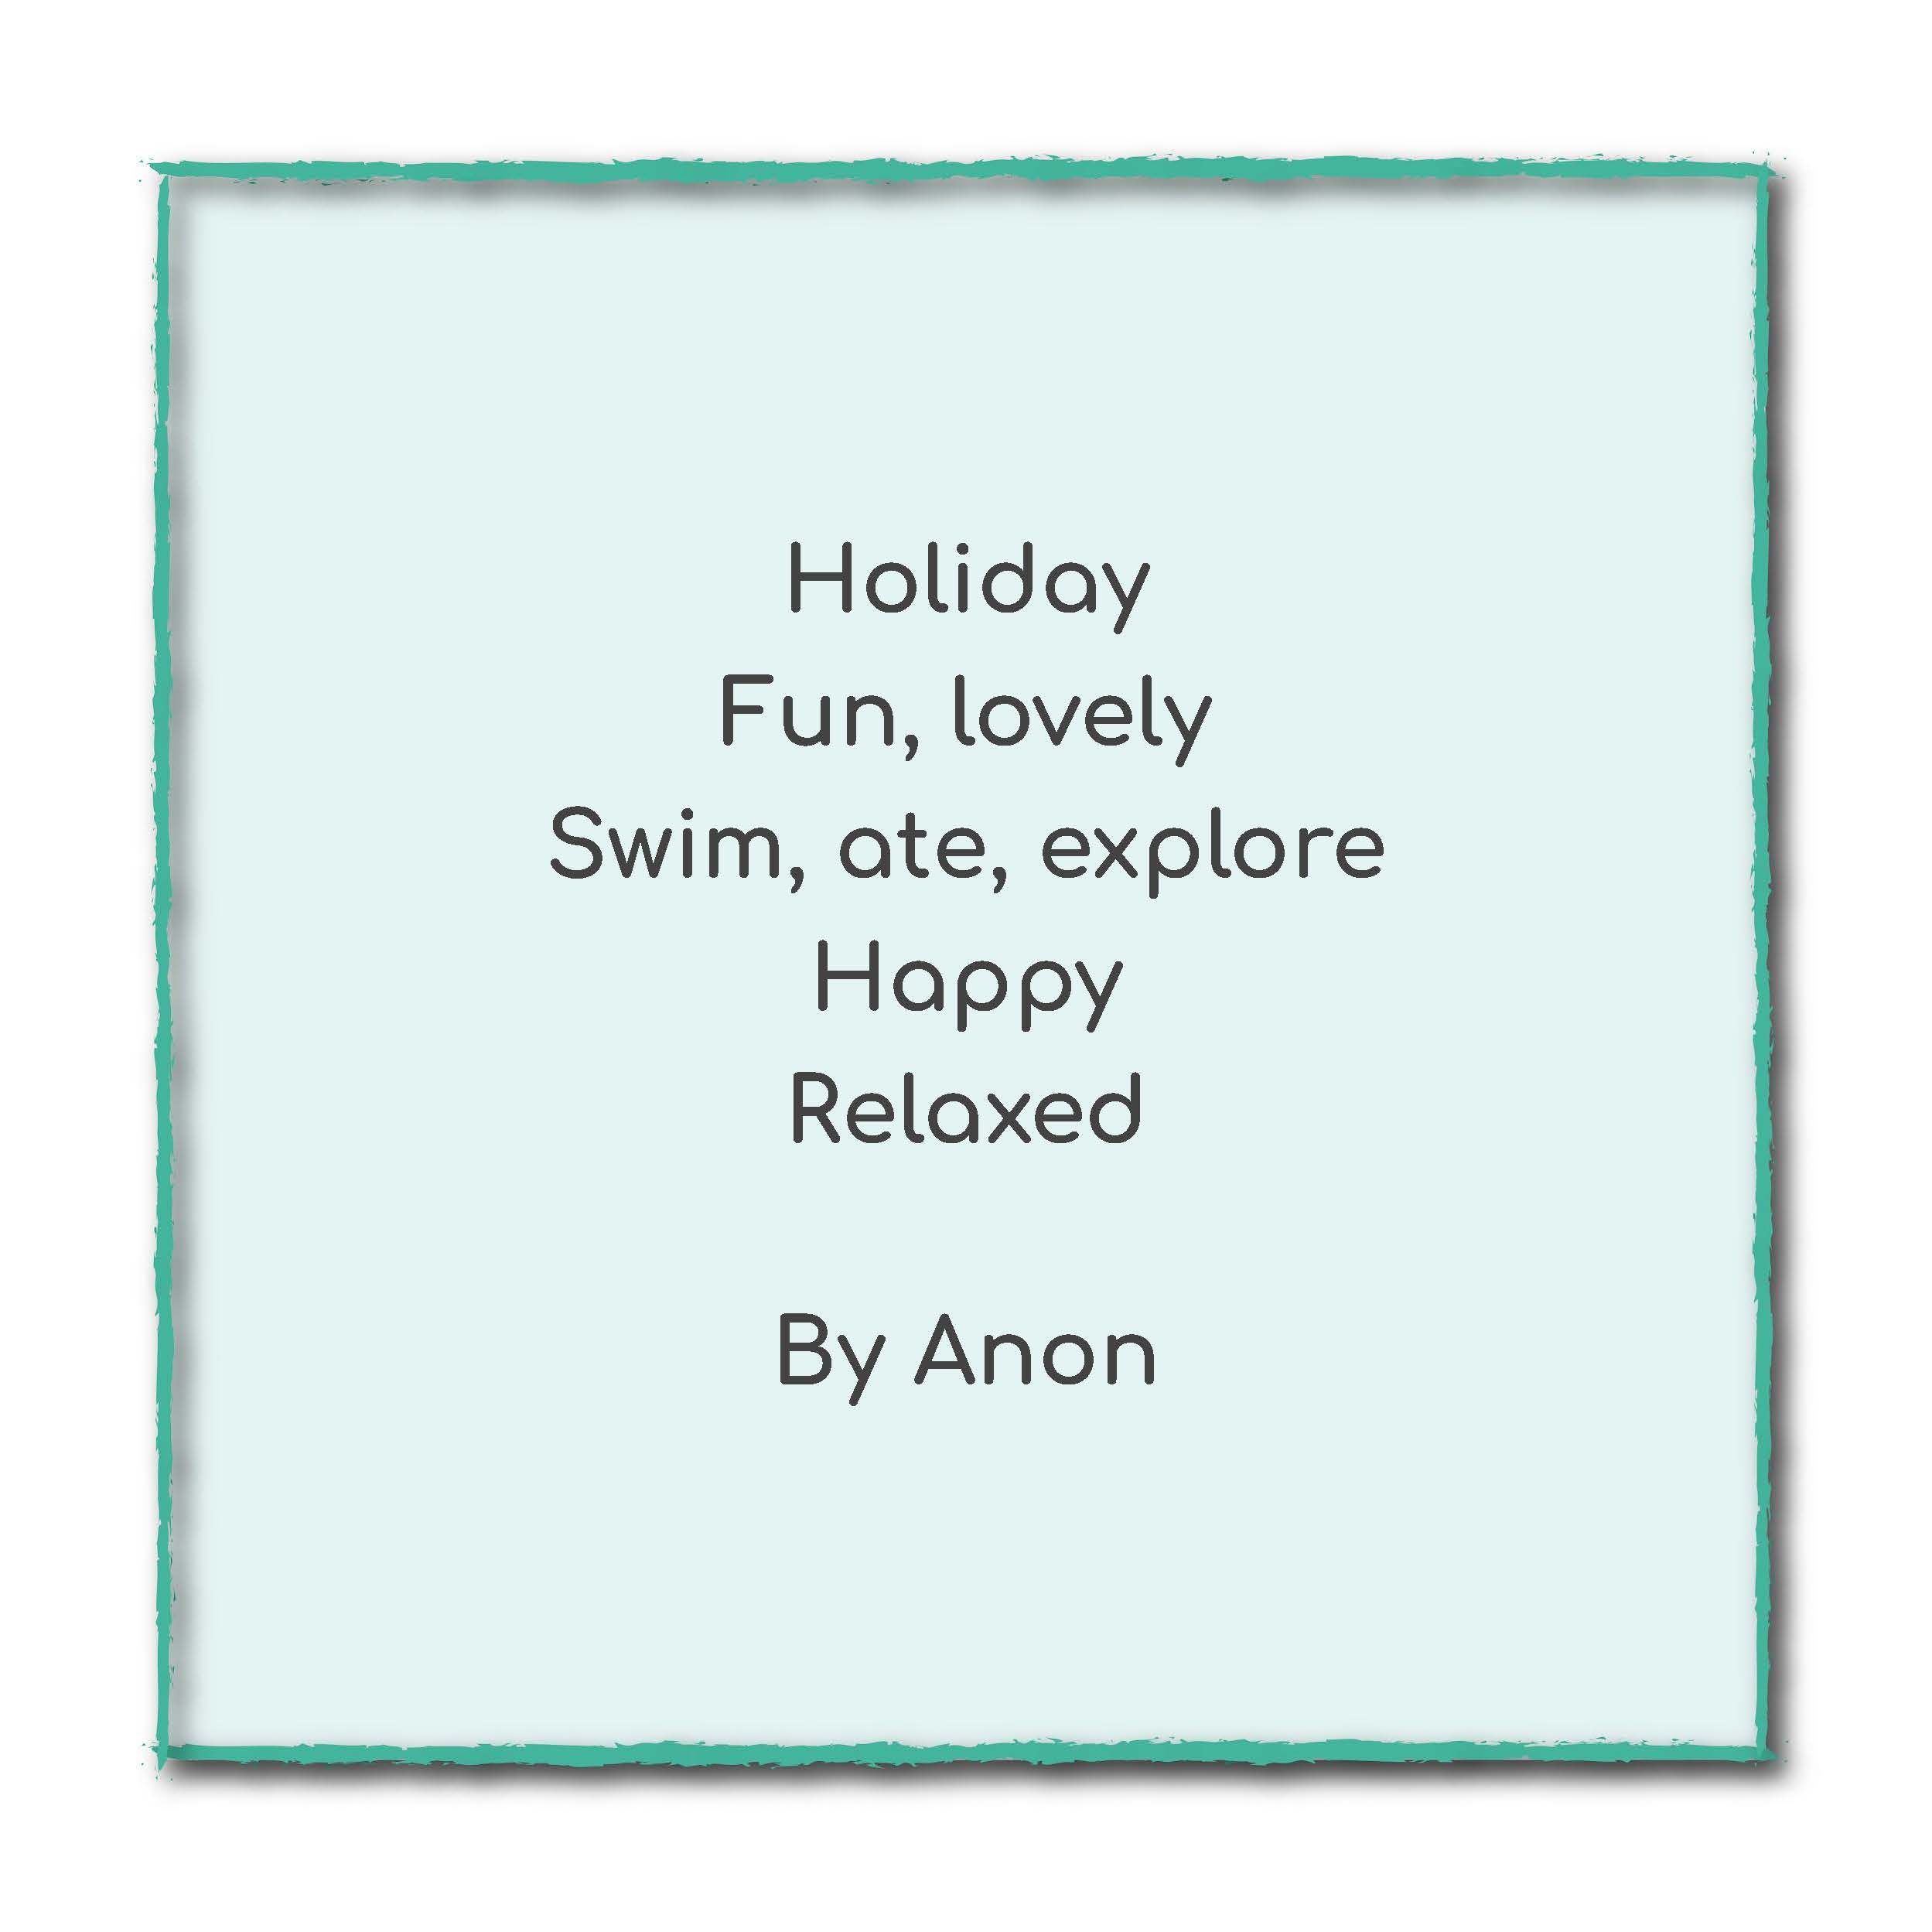 Holiday
Fun, lovely
Swim, ate, explore
Happy
Relaxed
By Anon